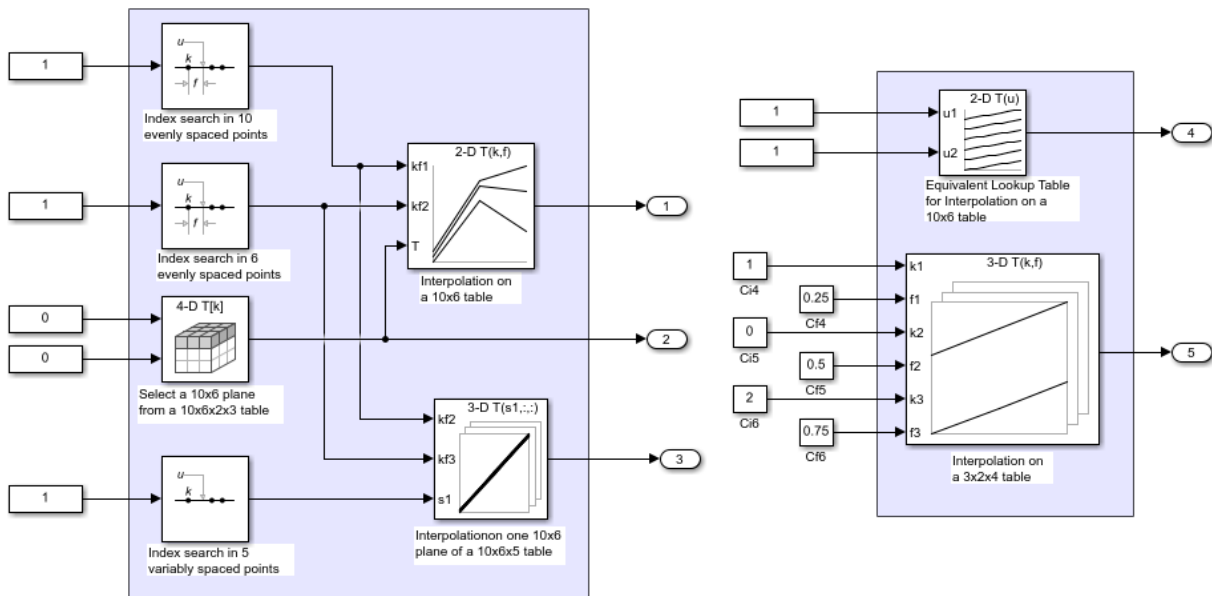 1
u
k
f
Index search in 10
evenly spaced points
1
u
k
f
Index search in 6
evenly spaced points
0
0
4-D T[k]
Select a 10x6 plane
from a 10x6x2x3 table
1
u
k
Index search in 5
variably spaced points
2-D T(k,f)
kf1
kf2
T
Interpolation on
a 10x6 table
1
2
3-D T(s1,:,:)
kf2
kf3
s1
Interpolationon one 10x6
plane of a 10x6x5 table
3
1
1
2-D T(u)
u1
u2
Equivalent Lookup Table
for Interpolation on a
10x6 table
4
1
Ci4
0.25
Cf4
0
Ci5
0.5
Cf5
2
Ci6
0.75
Cf6
3-D T(k,f)
k1
f1
k2
f2
k3
f3
Interpolation on
a 3x2x4 table
5